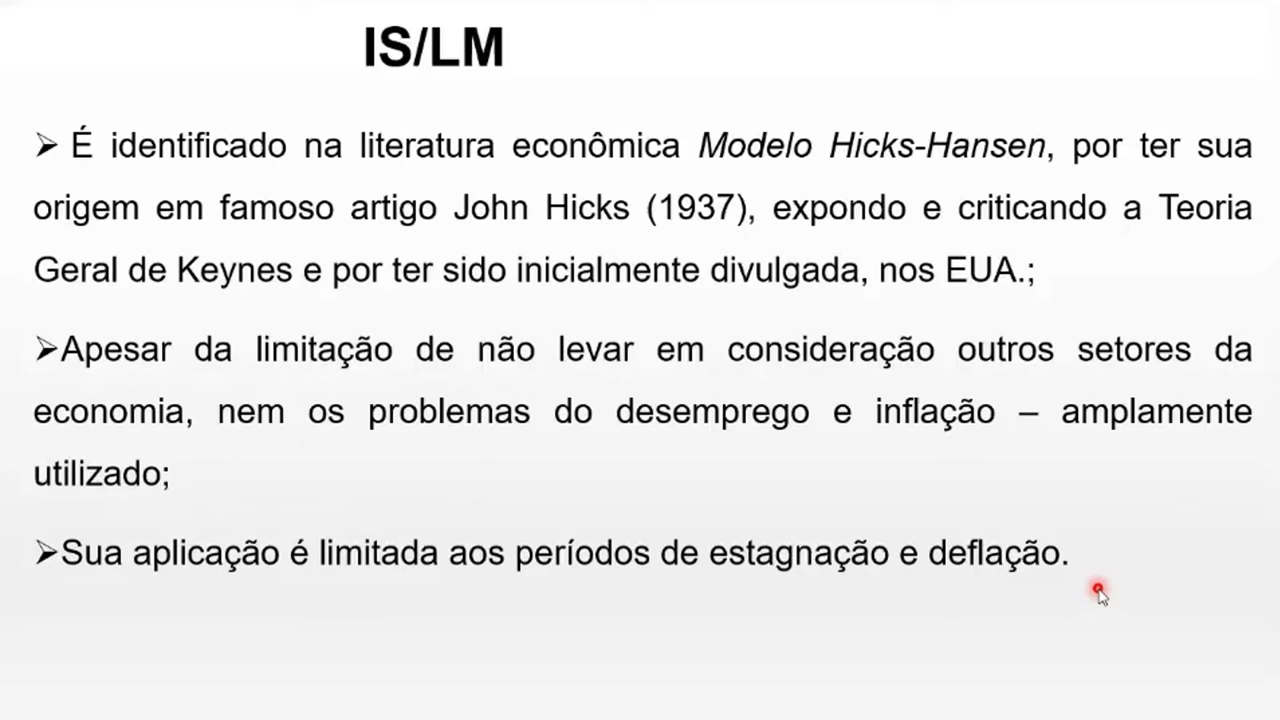 IS/LM
➢ É identificado na literatura econômica Modelo Hicks-Hansen, por ter sua
origem em famoso artigo John Hicks (1937), expondo e criticando a Teoria
Geral de Keynes e por ter sido inicialmente divulgada, nos EUA.;
➢Apesar da limitação de não levar em consideração outros setores da
economia, nem os problemas do desemprego e inflação – amplamente
utilizado;
➢Sua aplicação é limitada aos períodos de estagnação e deflação.